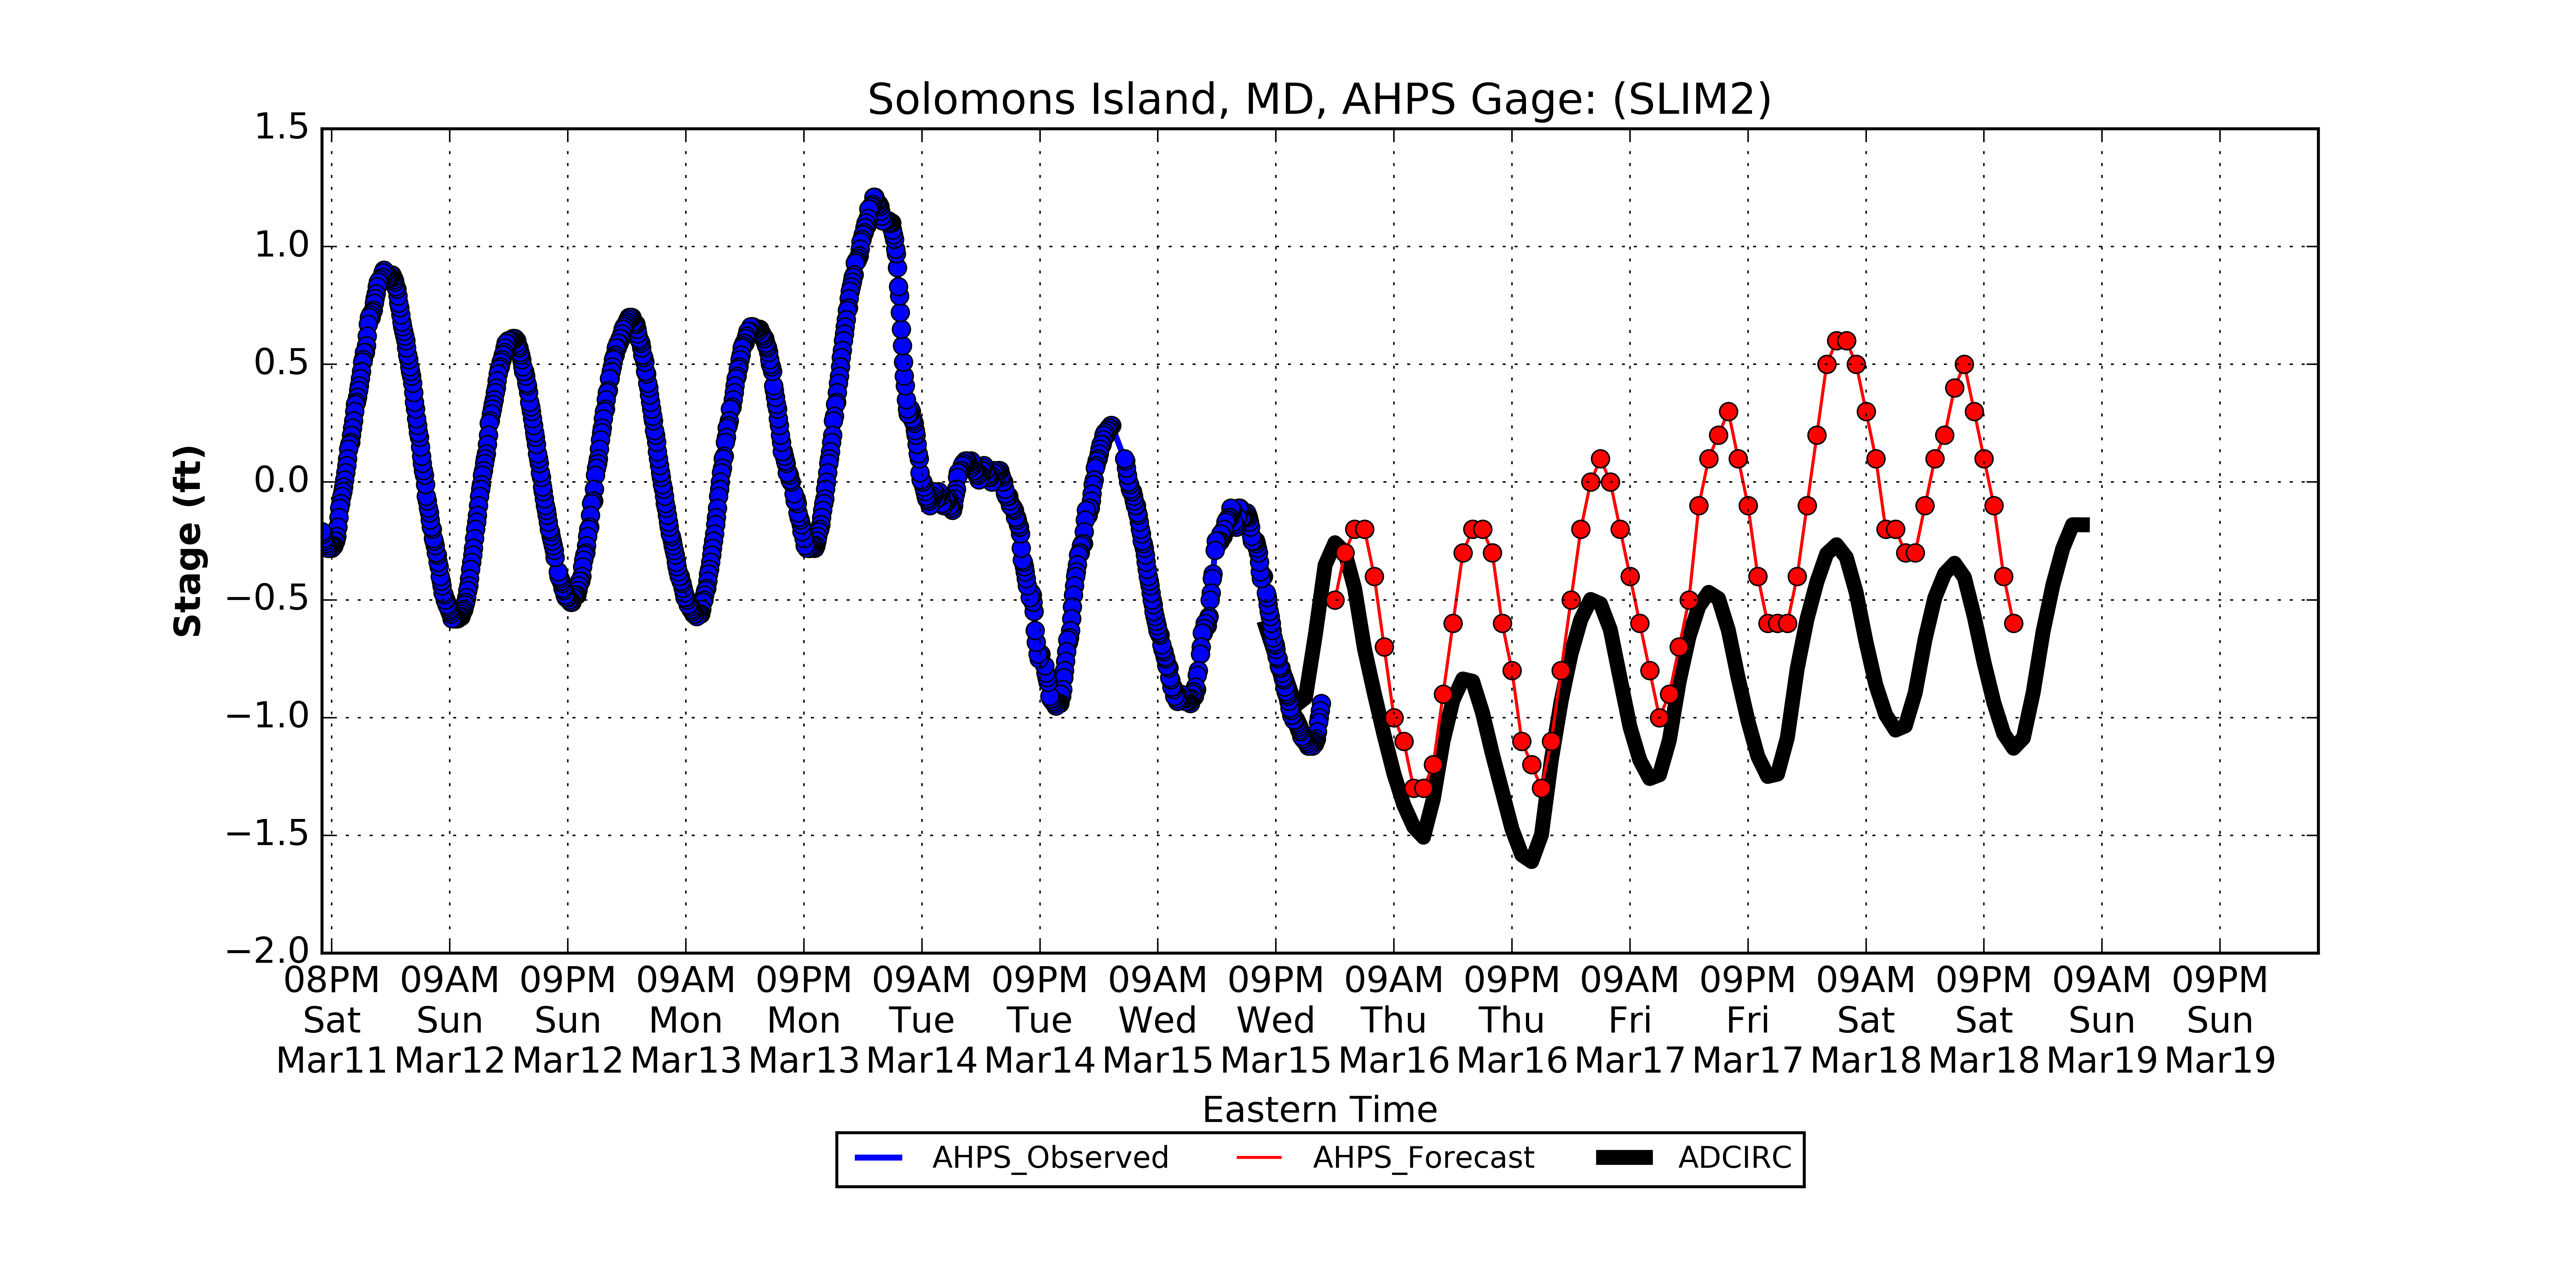 Solomons Island, MD, AHPS Gage: (SLIM2)
1.5
1.0
0.5
0.0
−0.5
−1.0
−1.5
−2.0
Stage (ft)
08PM 09AM 09PM 09AM 09PM 09AM 09PM 09AM 09PM 09AM 09PM 09AM 09PM 09AM 09PM 09AM 09PM
Sat Sun Sun Mon Mon Tue Tue Wed Wed Thu Thu Fri Fri Sat Sat Sun Sun
Mar11 Mar12 Mar12 Mar13 Mar13 Mar14 Mar14 Mar15 Mar15 Mar16 Mar16 Mar17 Mar17 Mar18 Mar18 Mar19 Mar19
Eastern Time
AHPS_Observed AHPS_Forecast ADCIRC